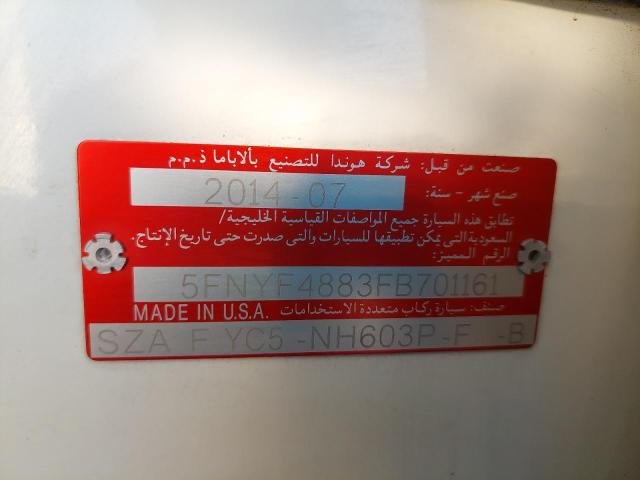 صنعت من قبل: شركة هوندا للتصنيع بألاباما ذ.م.م
صنع شهر - سنة: 2014-07
تطابق هذه السيارة جميع المواصفات القياسية الخليجية/
السعودية التي يمكن تطبيقها للسيارات والتي صدرت حتى تاريخ الإنتاج.
الرقم المميز:
5FNYF4883FB701161
صنف: سيارة ركاب متعددة الاستخدامات MADE IN U.S.A.
SZA F YC5 -NH603P-F -B